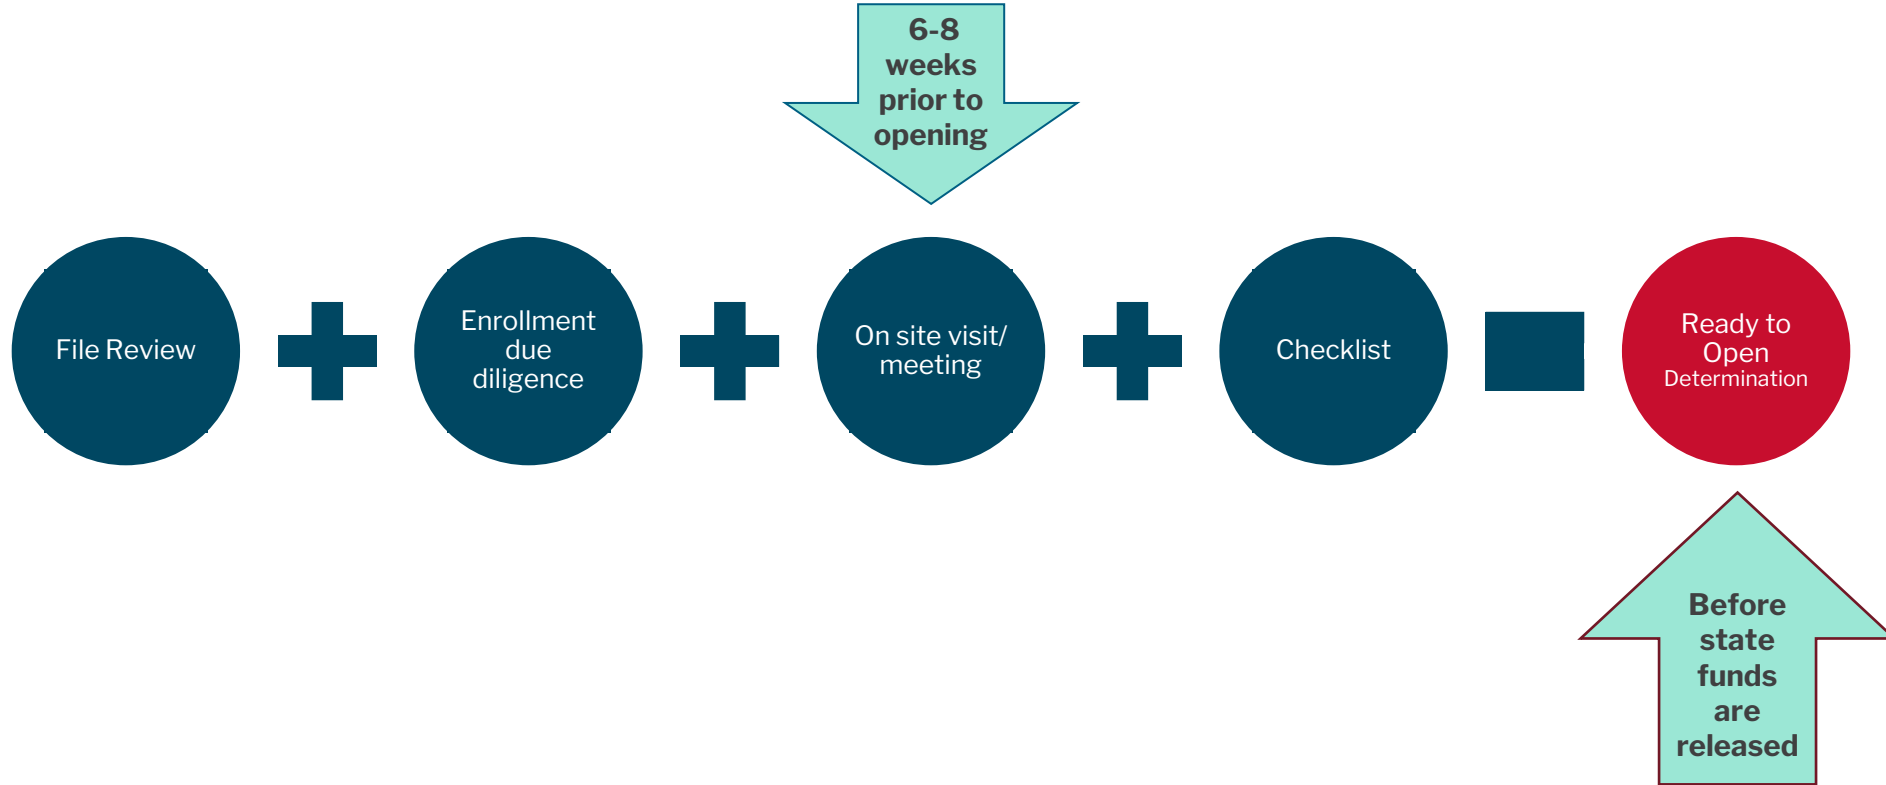 6-8
weeks
prior to
opening
File Review
Enrollment
due
diligence
On site visit/
meeting
Checklist
Ready to
Open
Determination
Before
state
funds
are
released